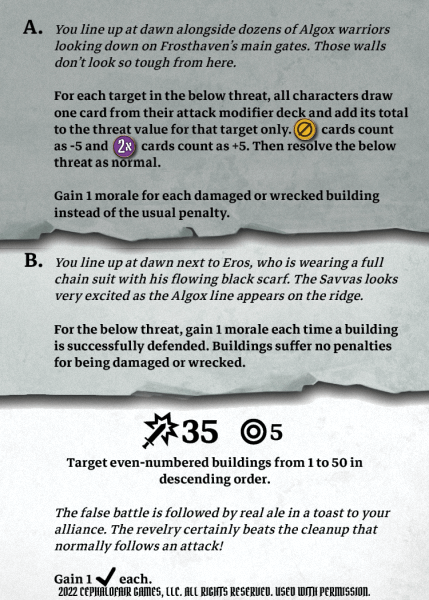 A. You line up at dawn alongside dozens of Algox warriors
looking down on Frosthaven's main gates. Those walls
don't look so tough from here.
For each target in the below threat, all characters draw
one card from their attack modifier deck and add its total
to the threat value for that target only. cards count
as -5 and 2x cards count as +5. Then resolve the below
threat as normal.
Gain 1 morale for each damaged or wrecked building
instead of the usual penalty.
B. You line up at dawn next to Eros, who is wearing a full
chain suit with his flowing black scarf. The Savvas looks
very excited as the Algox line appears on the ridge.
For the below threat, gain 1 morale each time a building
is successfully defended. Buildings suffer no penalties
for being damaged or wrecked.
35 5
Target even-numbered buildings from 1 to 50 in
descending order.
The false battle is followed by real ale in a toast to your
alliance. The revelry certainly beats the cleanup that
normally follows an attack!
Gain 1 ✓ each.
2022 CEPHALOFAIR GAMES, LLC. ALL RIGHTS RESERVED. USED WITH PERMISSION.